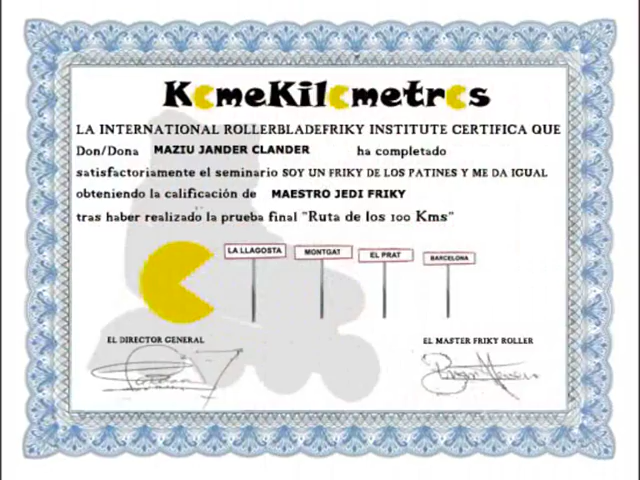 KomeKilometros
LA INTERNATIONAL ROLLERBLADEFRIKY INSTITUTE CERTIFICA QUE
Don/Dona MAZIU JANDER CLANDER ha completado
satisfactoriamente el seminario SOY UN FRIKY DE LOS PATINES Y ME DA IGUAL
obteniendo la calificación de MAESTRO JEDI FRIKY
tras haber realizado la prueba final "Ruta de los 100 Kms"
LA LLAGOSTA MONTGAT EL PRAT BARCELONA
EL DIRECTOR GENERAL EL MASTER FRIXY ROLLER